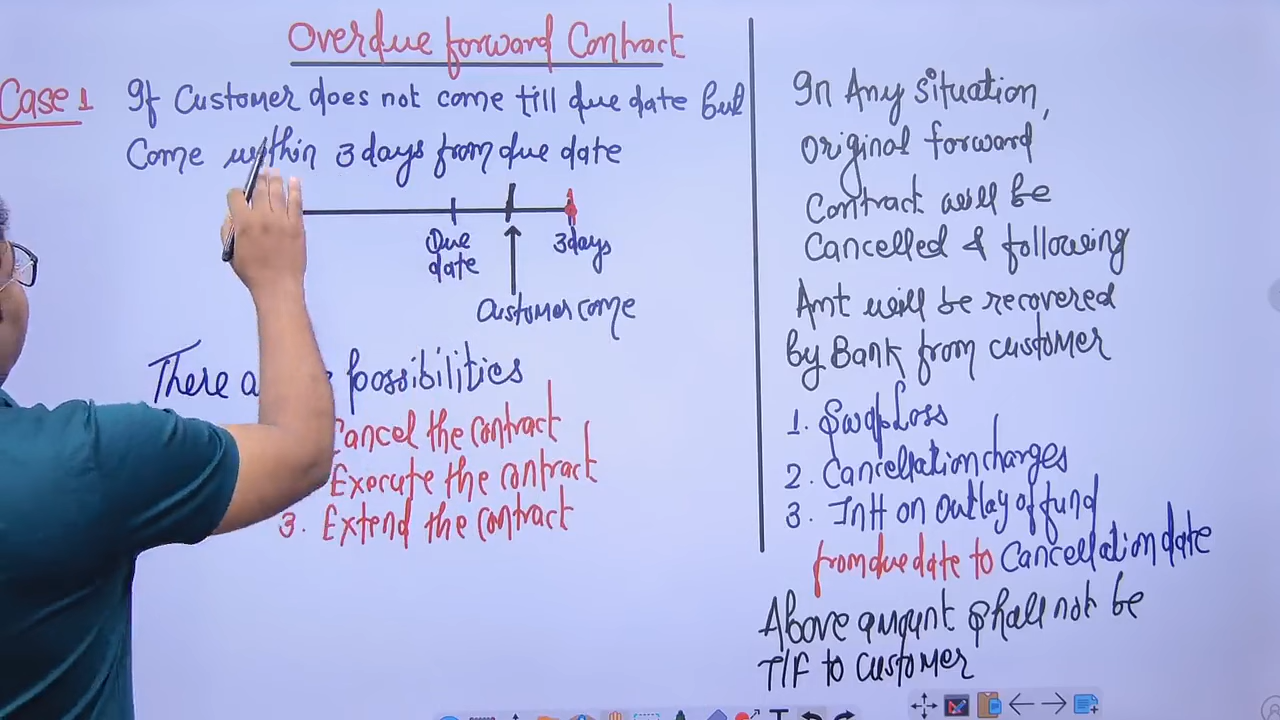 Overdue forward Contract
Case 1 If Customer does not come till due date but
Come within 3 days from due date
Due date
3 days
Customer come
There possibilities
Cancel the contract
Execute the contract
3. Extend the contract
In Any situation,
original forward
Contract will be
Cancelled & following
Amt will be recovered
by Bank from customer
1. Swap Loss
2. Cancellation charges
3. Intt on outlay of fund
from due date to Cancellation date
Above amount shall not be
T/F to customer